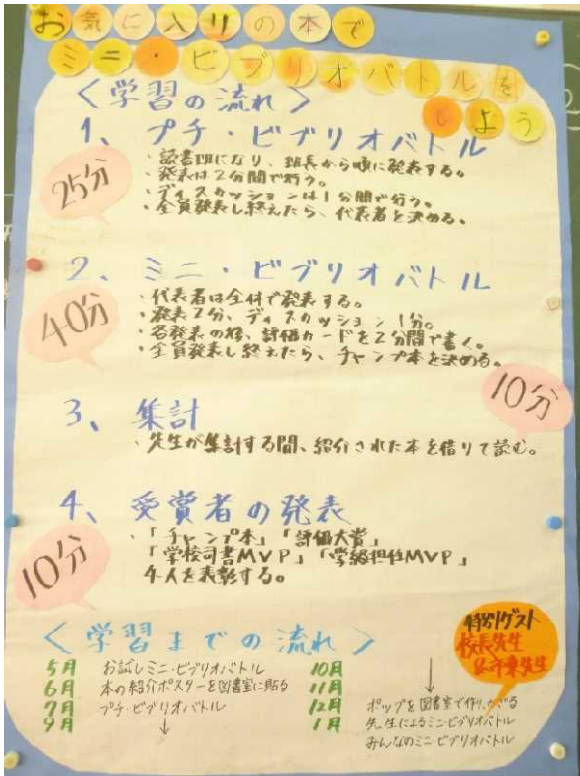 お気に入りの本で
ミニ・ビブリオバトルを
しよう
＜学習の流れ＞
1、プチ・ビブリオバトル
25分
・読書班になり、班長から順に発表する。
・発表は2分間で行う。
・ディスカッションは1分間で行う。
・全員発表し終えたら、代表者を決める。
2、ミニ・ビブリオバトル
40分
・代表者は全体で発表する。
・発表2分、ディスカッション1分。
・各発表の後、評価カードを2分間で書く。
・全員発表し終えたら、チャンプ本を決める。
3、集計
10分
・先生が集計する間、紹介された本を借りて読む。
4、受賞者の発表
10分
・「チャンプ本」「評価大賞」
「学校司書MVP」「学級担任MVP」
4人を表彰する。
＜学習までの流れ＞
特別ゲスト
校長先生
5月 お試しミニ・ビブリオバトル
6月 本の紹介ポスターを図書室に貼る
7月 プチ・ビブリオバトル
9月 ↓
10月 ↓
11月
12月 ポップを図書室で作り、かざる
1月 先生によるミニ・ビブリオバトル
みんなのミニ・ビブリオバトル